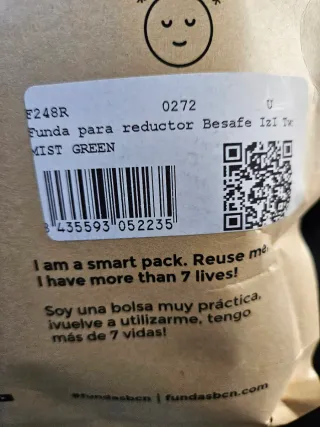 F248R 0272 U
Funda para reductor Besafe IzI Tw
MIST GREEN
8 435593 052235
I am a smart pack. Reuse me,
I have more than 7 lives!
Soy una bolsa muy práctica,
¡vuelve a utilizarme, tengo
más de 7 vidas!
#fundasbcn | fundasbcn.com